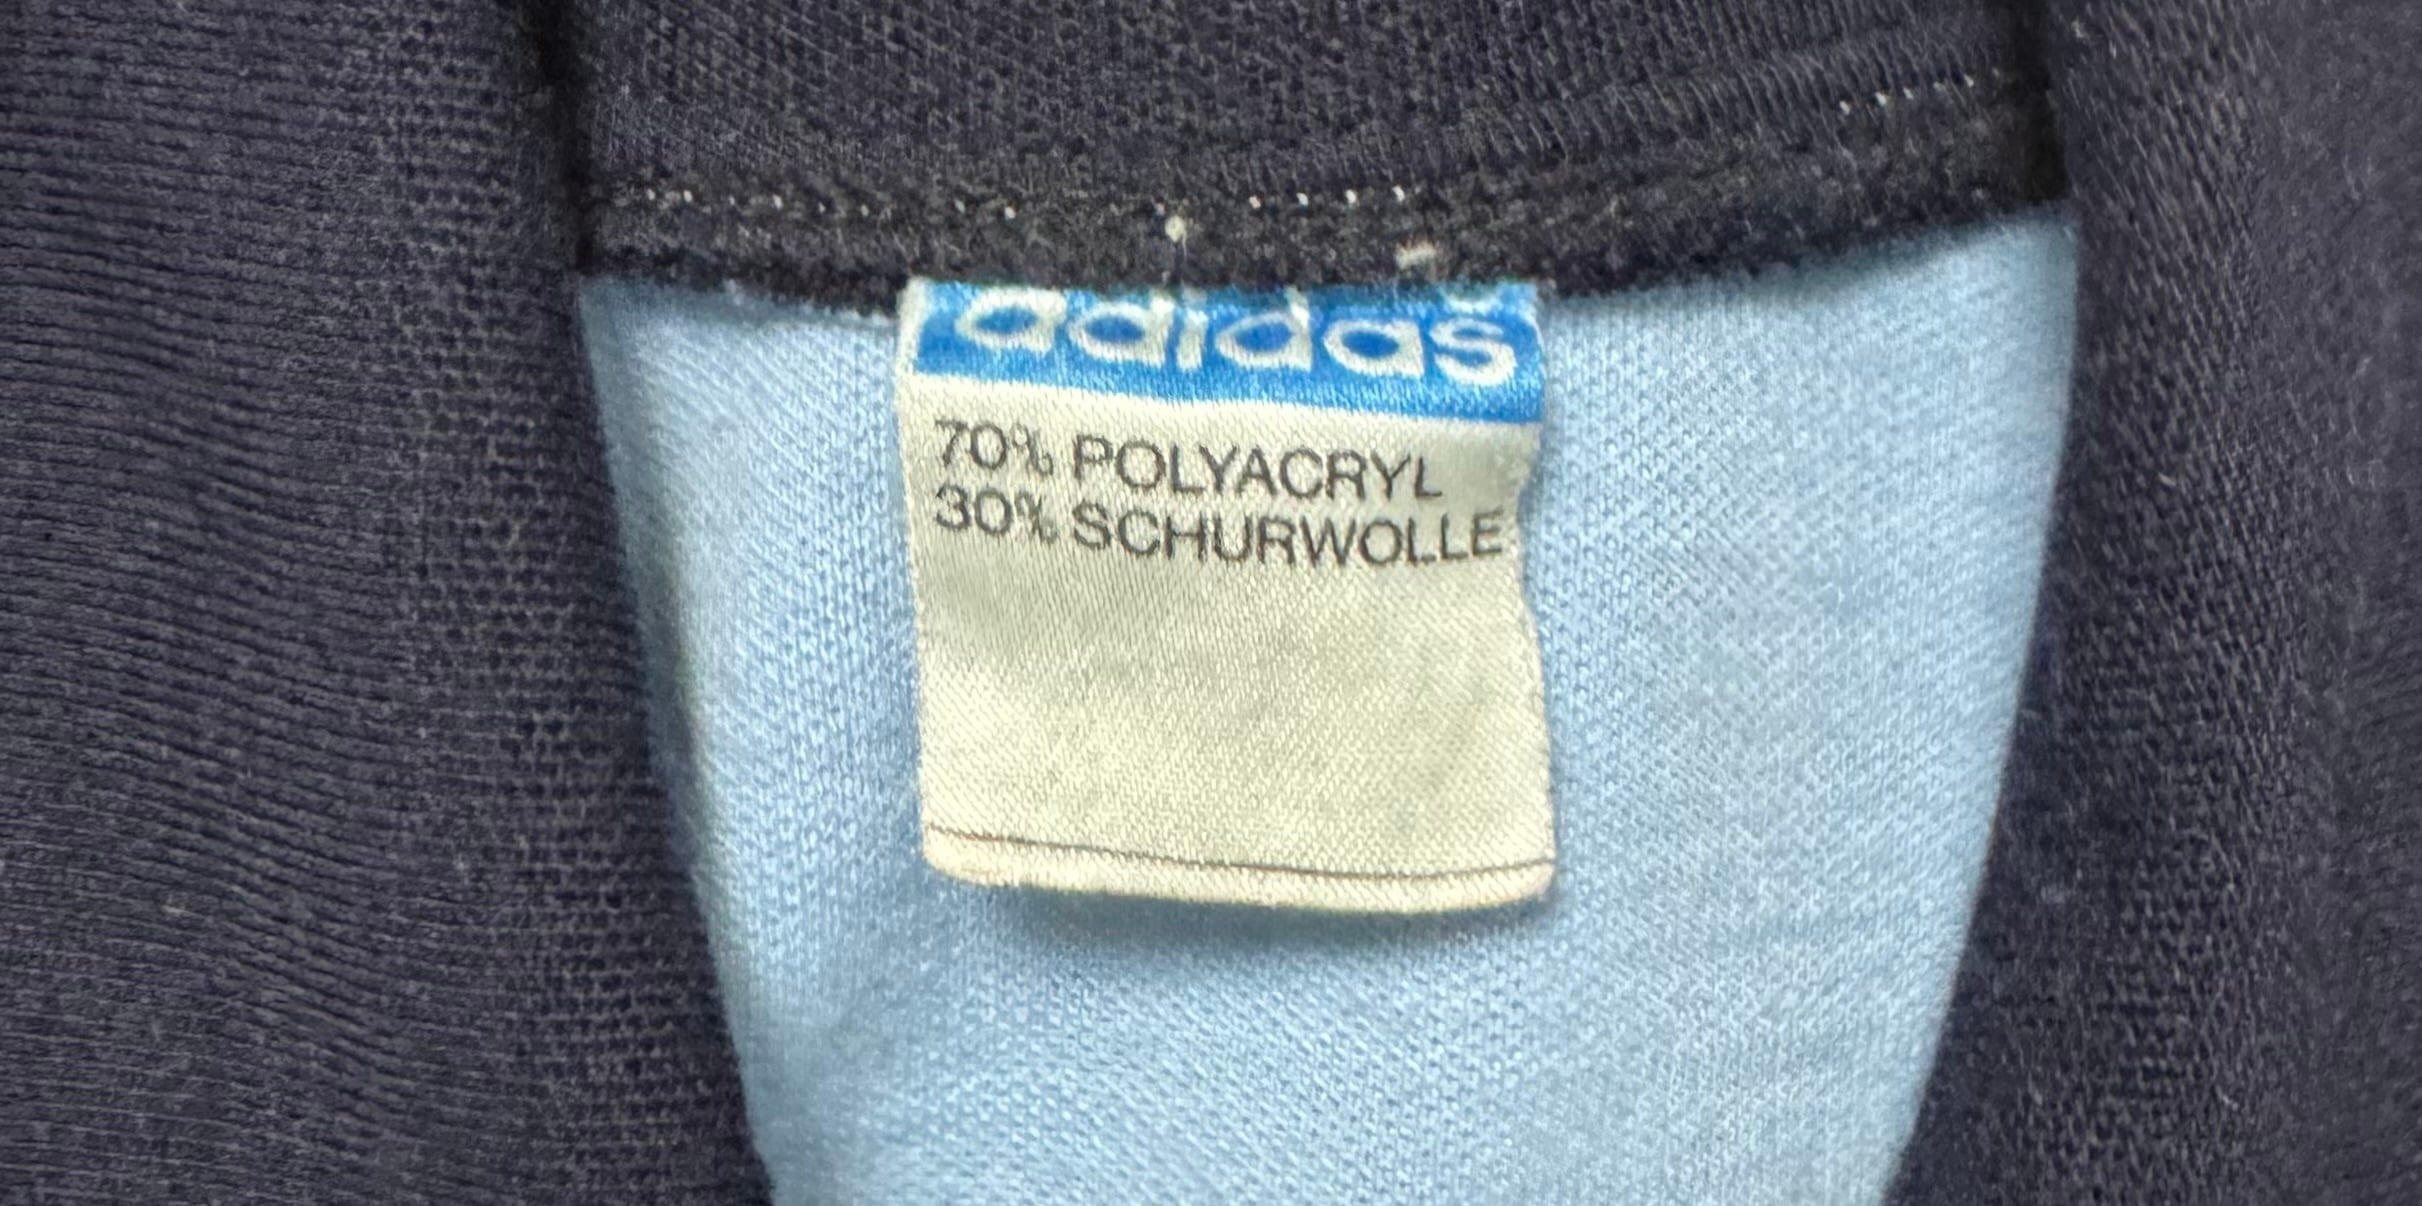 adidas
70% POLYACRYL
30% SCHURWOLLE